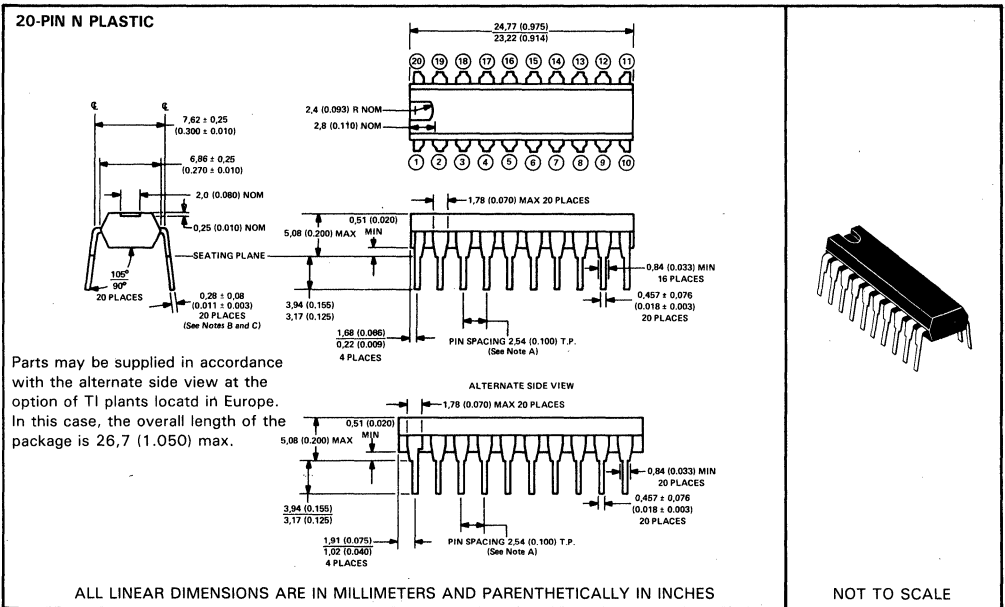 20-PIN N PLASTIC
24,77 (0.975)
23,22 (0.914)
20 19 18 17 16 15 14 13 12 11
2,4 (0.093) R NOM
2,8 (0.110) NOM
1 2 3 4 5 6 7 8 9 10
℄ ℄
7,62 ± 0,25
(0.300 ± 0.010)
6,86 ± 0,25
(0.270 ± 0.010)
2,0 (0.080) NOM
0,25 (0.010) NOM
SEATING PLANE
105°
90°
20 PLACES
0,28 ± 0,08
(0.011 ± 0.003)
20 PLACES
(See Notes B and C)
1,78 (0.070) MAX 20 PLACES
0,51 (0.020)
MIN
5,08 (0.200) MAX
0,84 (0.033) MIN
16 PLACES
0,457 ± 0,076
(0.018 ± 0.003)
20 PLACES
3,94 (0.155)
3,17 (0.125)
1,68 (0.066)
0,22 (0.009)
4 PLACES
PIN SPACING 2,54 (0.100) T.P.
(See Note A)
Parts may be supplied in accordance
with the alternate side view at the
option of TI plants locatd in Europe.
In this case, the overall length of the
package is 26,7 (1.050) max.
ALTERNATE SIDE VIEW
1,78 (0.070) MAX 20 PLACES
0,51 (0.020)
MIN
5,08 (0.200) MAX
0,84 (0.033) MIN
20 PLACES
0,457 ± 0,076
(0.018 ± 0.003)
20 PLACES
3,94 (0.155)
3,17 (0.125)
1,91 (0.075)
1,02 (0.040)
4 PLACES
PIN SPACING 2,54 (0.100) T.P.
(See Note A)
ALL LINEAR DIMENSIONS ARE IN MILLIMETERS AND PARENTHETICALLY IN INCHES
NOT TO SCALE